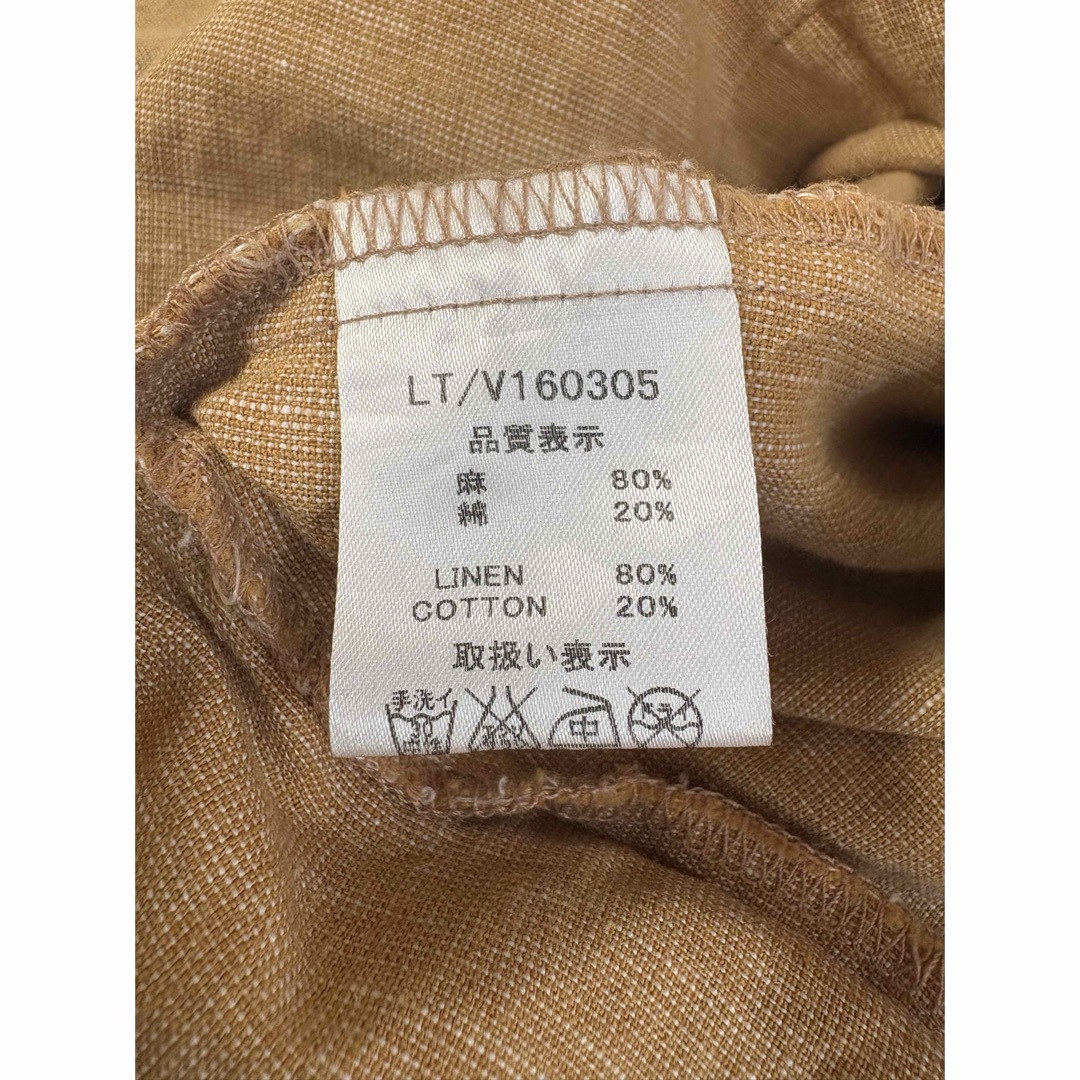 LT/V160305
品質表示
麻 80%
綿 20%
LINEN 80%
COTTON 20%
取扱い表示
手洗イ
中